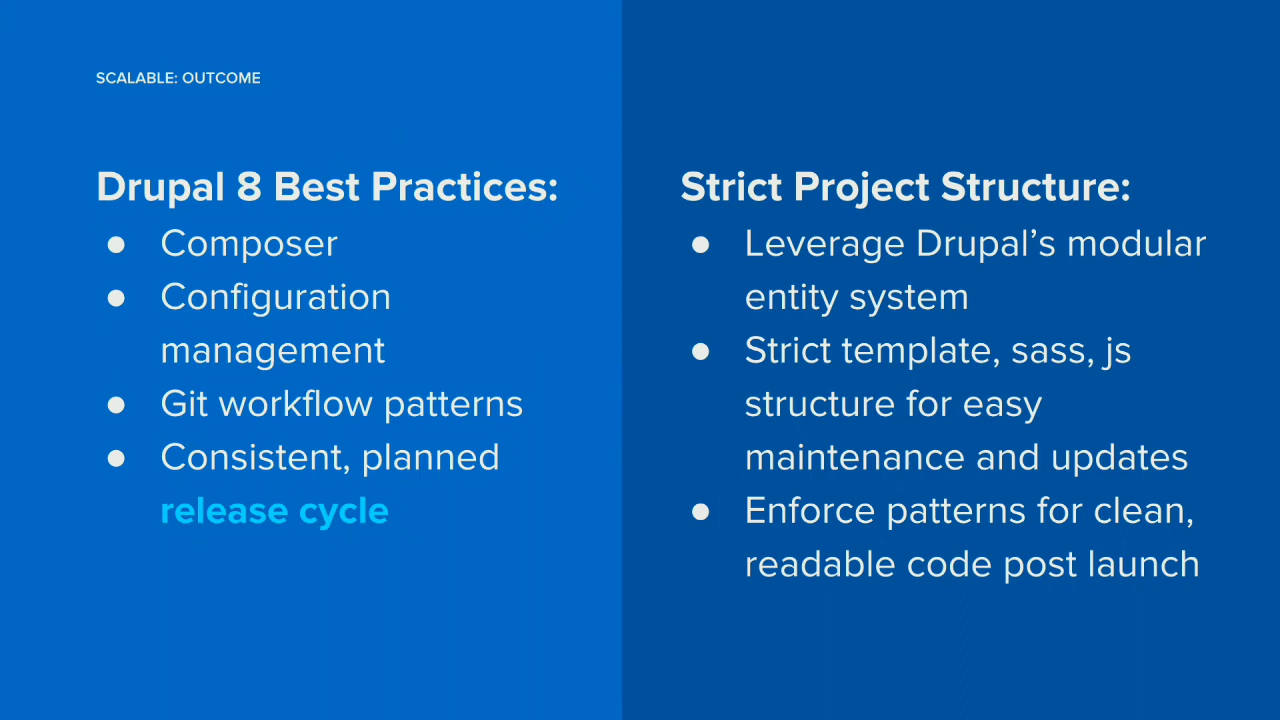 SCALABLE: OUTCOME
Drupal 8 Best Practices:
● Composer
● Configuration
management
● Git workflow patterns
● Consistent, planned
release cycle
Strict Project Structure:
● Leverage Drupal’s modular
entity system
● Strict template, sass, js
structure for easy
maintenance and updates
● Enforce patterns for clean,
readable code post launch